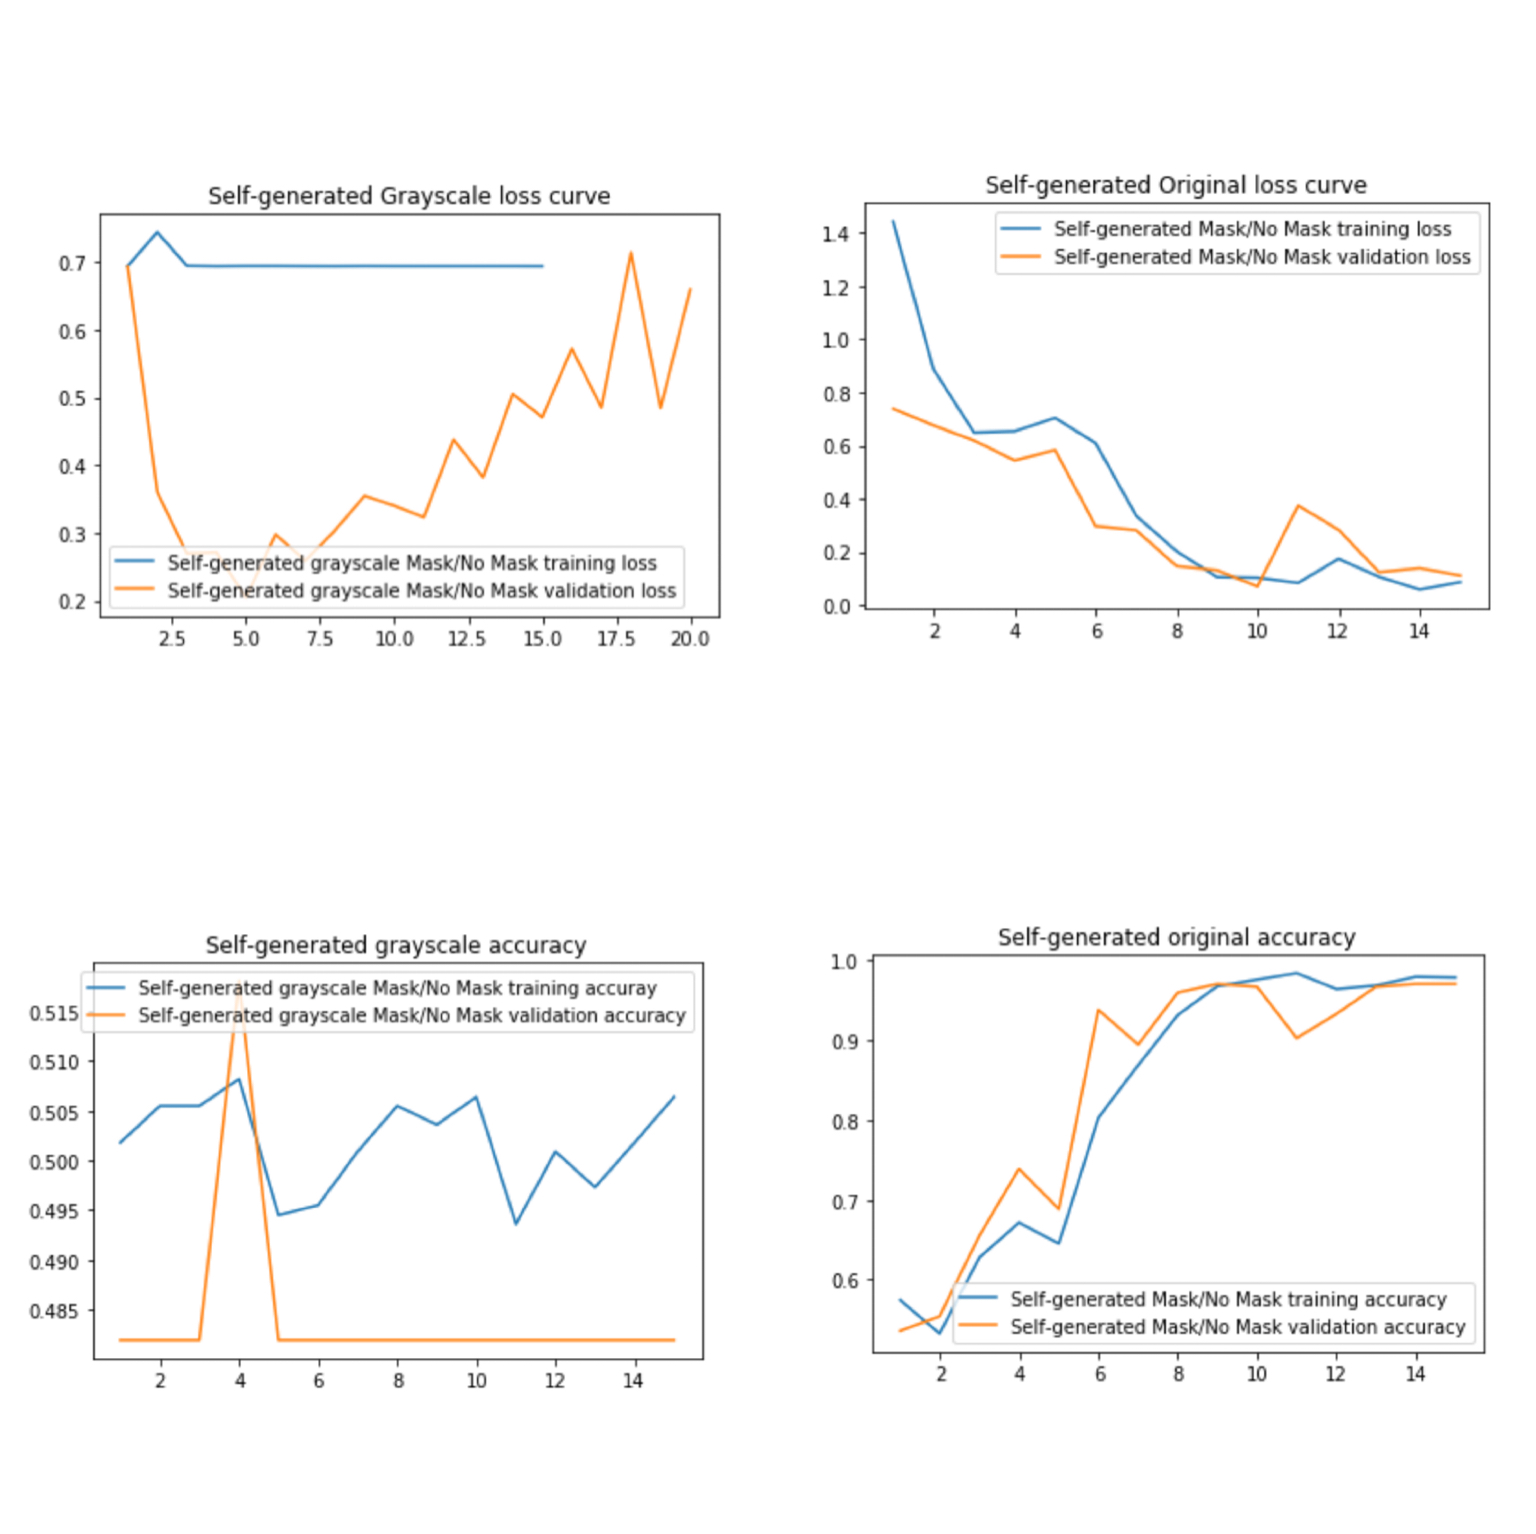 Self-generated Grayscale loss curve
0.7
0.6
0.5
0.4
0.3
0.2
Self-generated grayscale Mask/No Mask training loss
Self-generated grayscale Mask/No Mask validation loss
2.5 5.0 7.5 10.0 12.5 15.0 17.5 20.0
Self-generated Original loss curve
Self-generated Mask/No Mask training loss
Self-generated Mask/No Mask validation loss
1.4
1.2
1.0
0.8
0.6
0.4
0.2
0.0
2 4 6 8 10 12 14
Self-generated grayscale accuracy
Self-generated grayscale Mask/No Mask training accuray
Self-generated grayscale Mask/No Mask validation accuracy
0.515
0.510
0.505
0.500
0.495
0.490
0.485
2 4 6 8 10 12 14
Self-generated original accuracy
1.0
0.9
0.8
0.7
0.6
Self-generated Mask/No Mask training accuracy
Self-generated Mask/No Mask validation accuracy
2 4 6 8 10 12 14